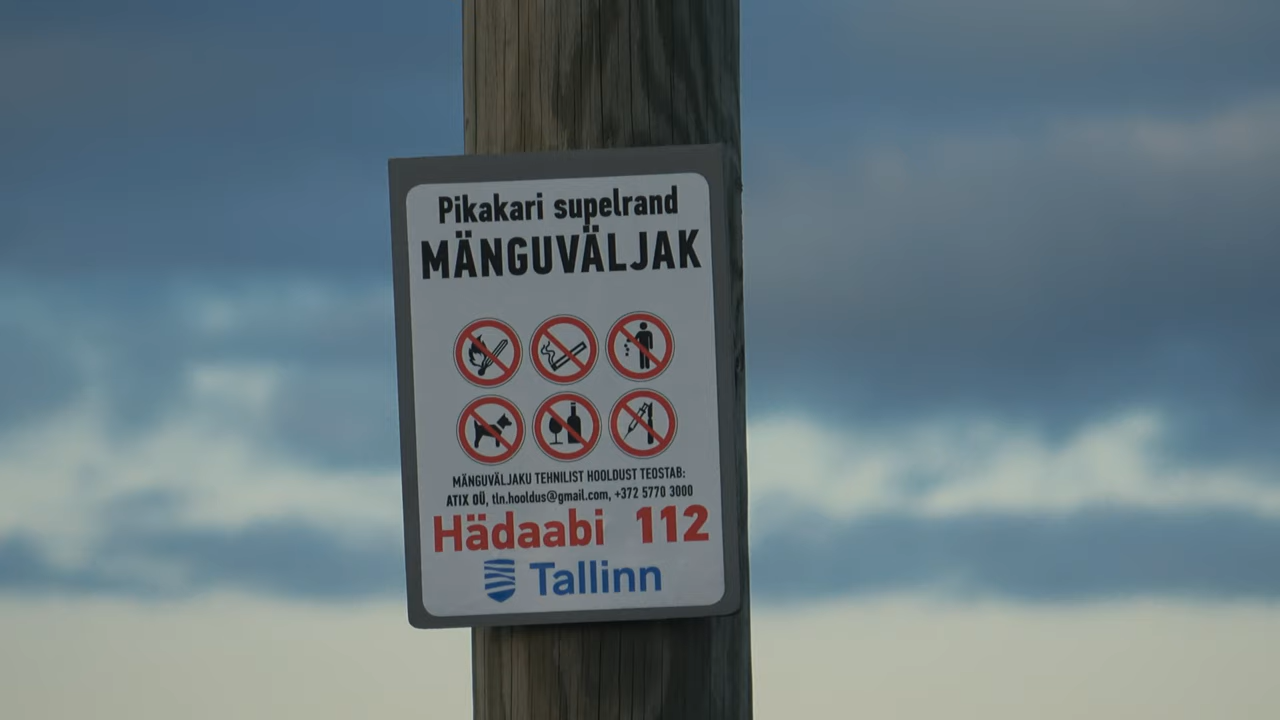 Pikakari supelrand
MÄNGUVÄLJAK
MÄNGUVÄLJAKU TEHNILIST HOOLDUST TEOSTAB:
ATIX OÜ, tln.hooldus@gmail.com, +372 5770 3000
Hädaabi 112
Tallinn